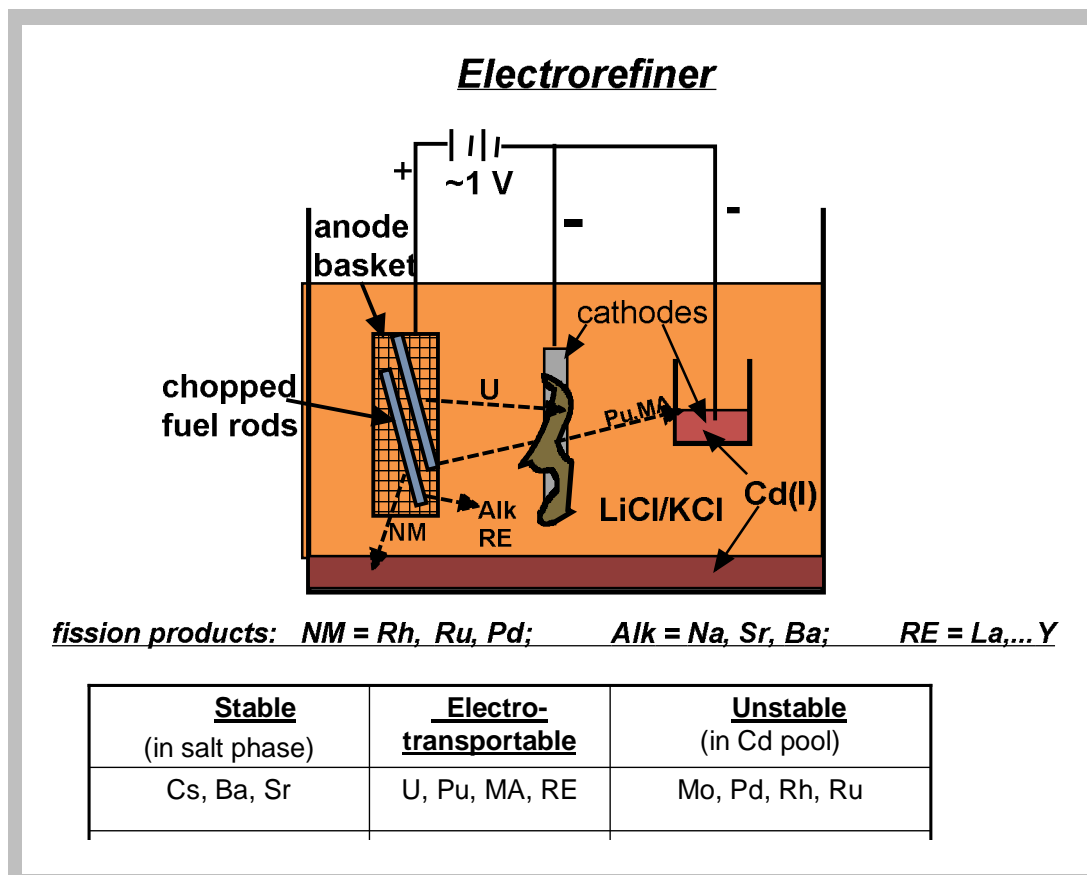 Electrorefiner
+
~1 V
-
-
anode
basket
cathodes
chopped
fuel rods
U
Pu,MA
Cd(l)
Alk
RE
LiCl/KCl
NM
fission products: NM = Rh, Ru, Pd; Alk = Na, Sr, Ba; RE = La,... Y
Stable
(in salt phase)
Electro-
transportable
Unstable
(in Cd pool)
Cs, Ba, Sr
U, Pu, MA, RE
Mo, Pd, Rh, Ru